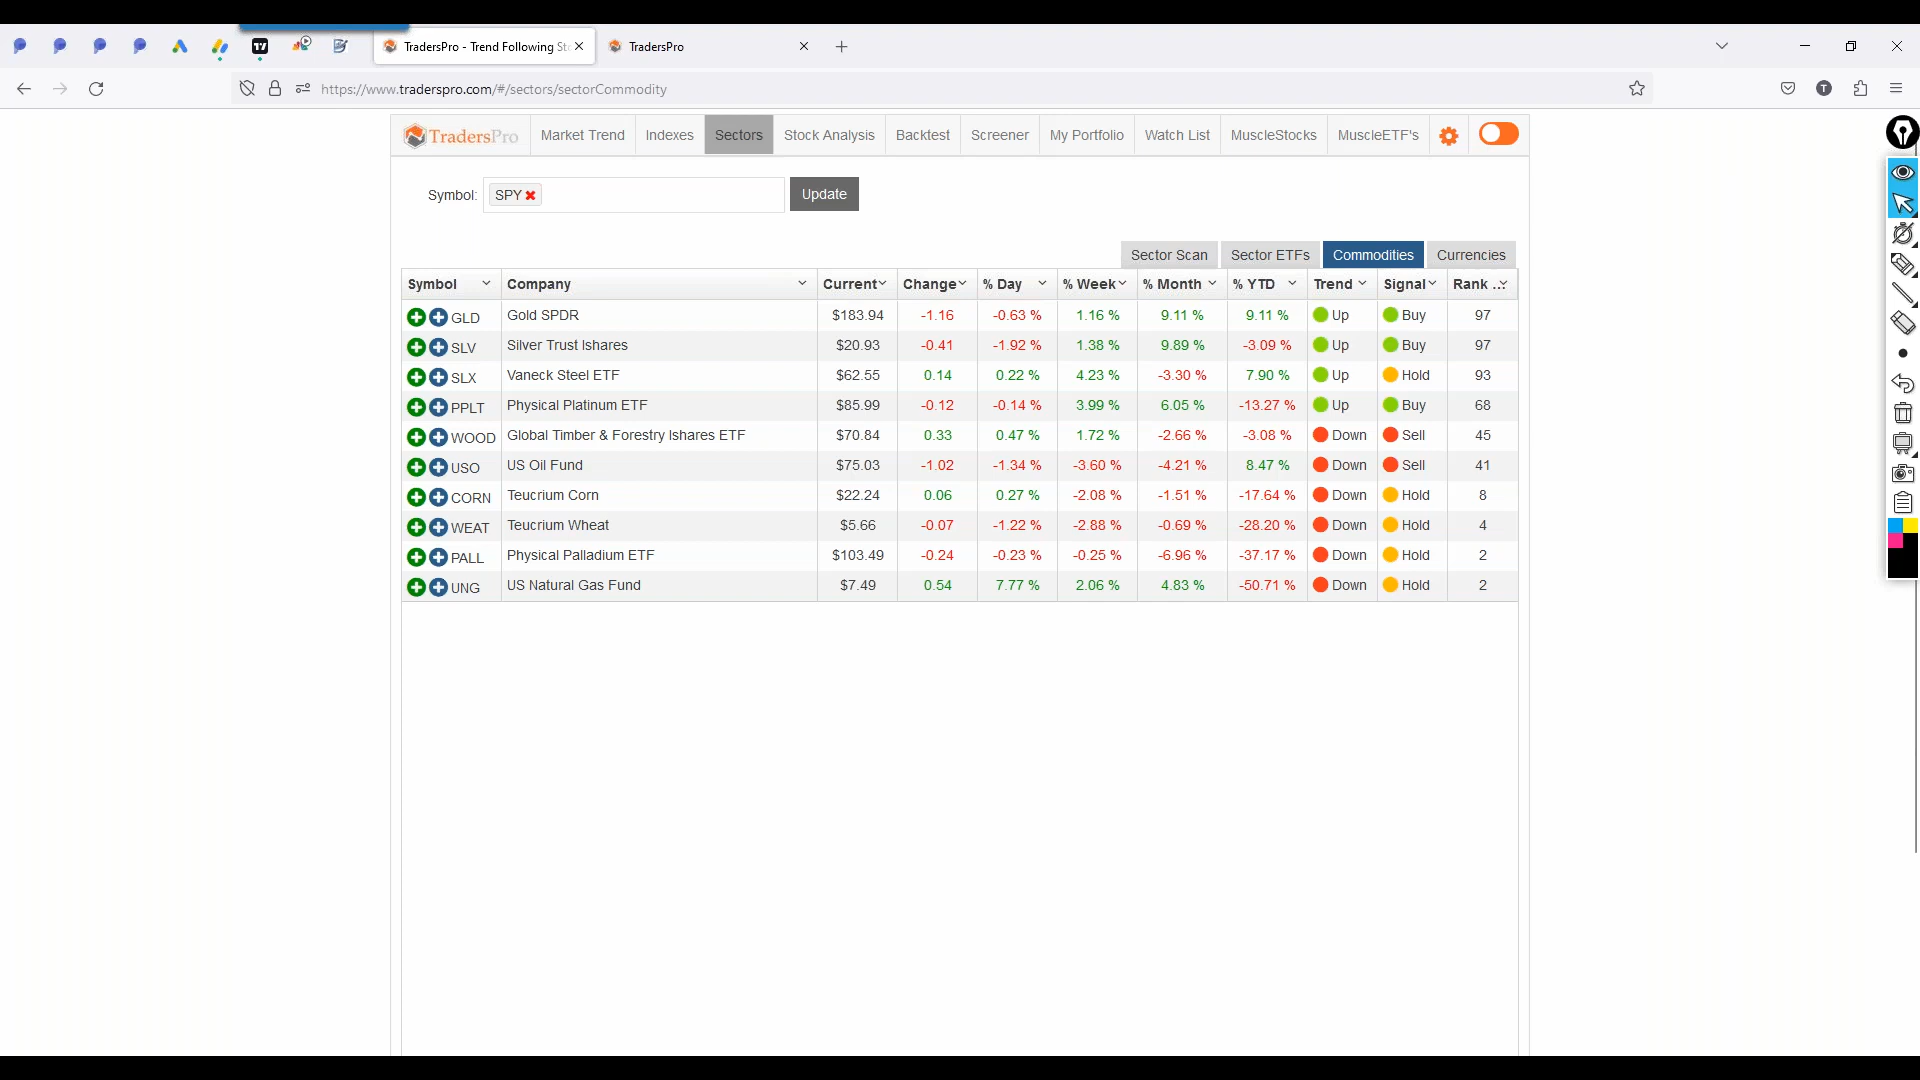 TradersPro - Trend Following St
TradersPro
https://www.traderspro.com/#/sectors/sectorCommodity
TradersPro Market Trend Indexes Sectors Stock Analysis Backtest Screener My Portfolio Watch List MuscleStocks MuscleETF's
Symbol: SPY Update
Sector Scan Sector ETFs Commodities Currencies
Symbol Company Current Change % Day % Week % Month % YTD Trend Signal Rank ...
GLD Gold SPDR $183.94 -1.16 -0.63 % 1.16 % 9.11 % 9.11 % Up Buy 97
SLV Silver Trust Ishares $20.93 -0.41 -1.92 % 1.38 % 9.89 % -3.09 % Up Buy 97
SLX Vaneck Steel ETF $62.55 0.14 0.22 % 4.23 % -3.30 % 7.90 % Up Hold 93
PPLT Physical Platinum ETF $85.99 -0.12 -0.14 % 3.99 % 6.05 % -13.27 % Up Buy 68
WOOD Global Timber & Forestry Ishares ETF $70.84 0.33 0.47 % 1.72 % -2.66 % -3.08 % Down Sell 45
USO US Oil Fund $75.03 -1.02 -1.34 % -3.60 % -4.21 % 8.47 % Down Sell 41
CORN Teucrium Corn $22.24 0.06 0.27 % -2.08 % -1.51 % -17.64 % Down Hold 8
WEAT Teucrium Wheat $5.66 -0.07 -1.22 % -2.88 % -0.69 % -28.20 % Down Hold 4
PALL Physical Palladium ETF $103.49 -0.24 -0.23 % -0.25 % -6.96 % -37.17 % Down Hold 2
UNG US Natural Gas Fund $7.49 0.54 7.77 % 2.06 % 4.83 % -50.71 % Down Hold 2